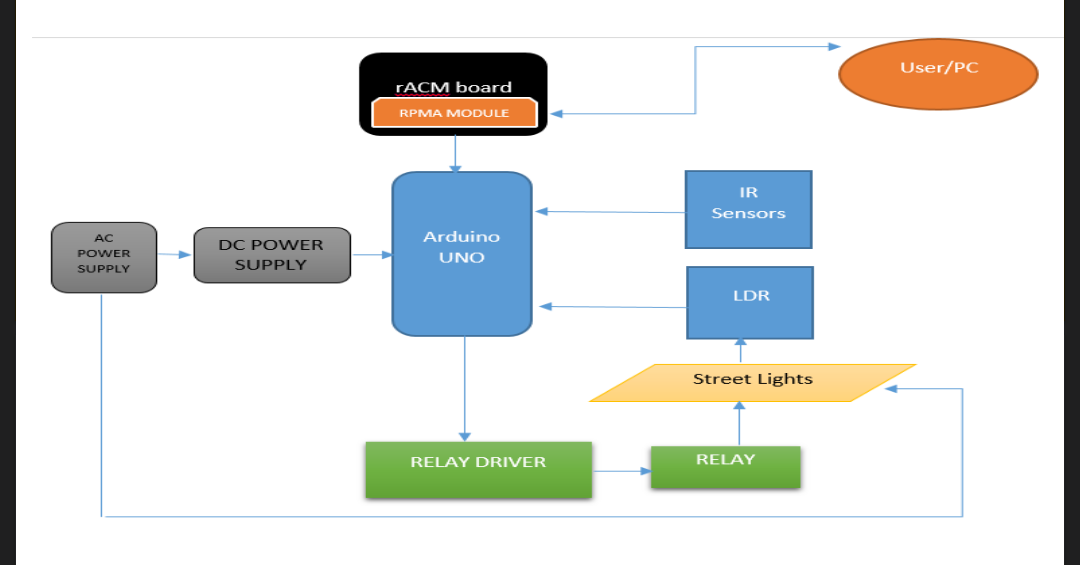 rACM board
RPMA MODULE
User/PC
IR
Sensors
Arduino
UNO
AC
POWER
SUPPLY
DC POWER
SUPPLY
LDR
Street Lights
RELAY DRIVER
RELAY